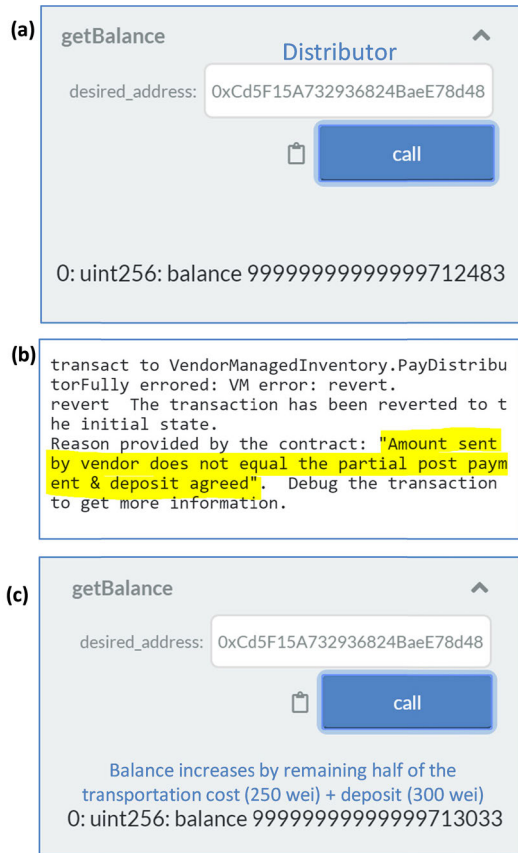 (a)
getBalance
Distributor
desired_address: 0xCd5F15A732936824BaeE78d48
call
0: uint256: balance 99999999999999712483
(b)
transact to VendorManagedInventory.PayDistribu
torFully errored: VM error: revert.
revert The transaction has been reverted to t
he initial state.
Reason provided by the contract: "Amount sent
by vendor does not equal the partial post paym
ent & deposit agreed". Debug the transaction
to get more information.
(c)
getBalance
desired_address: 0xCd5F15A732936824BaeE78d48
call
Balance increases by remaining half of the
transportation cost (250 wei) + deposit (300 wei)
0: uint256: balance 99999999999999713033